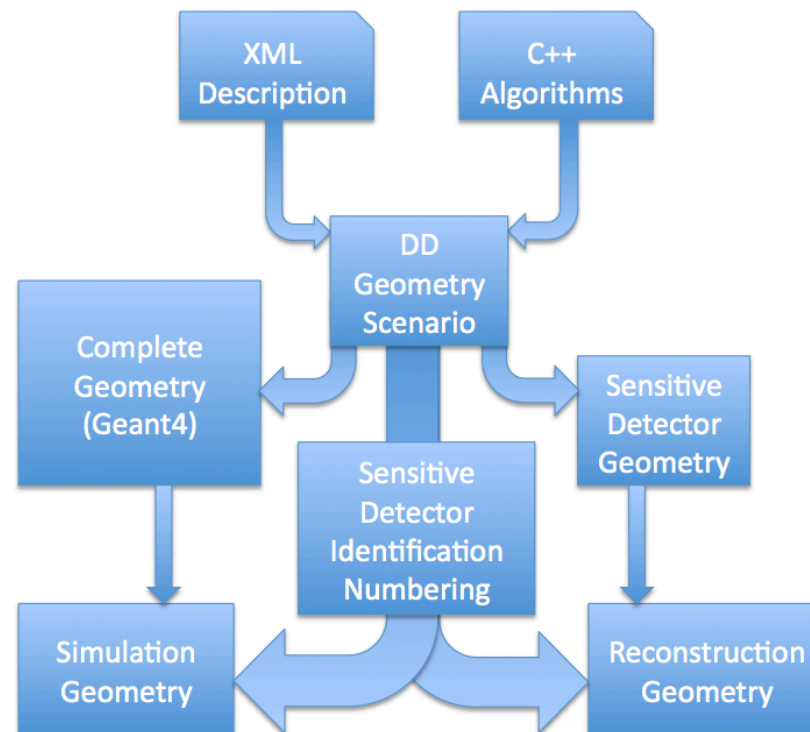 XML
Description
C++
Algorithms
DD
Geometry
Scenario
Complete
Geometry
(Geant4)
Sensitive
Detector
Geometry
Sensitive
Detector
Identification
Numbering
Simulation
Geometry
Reconstruction
Geometry